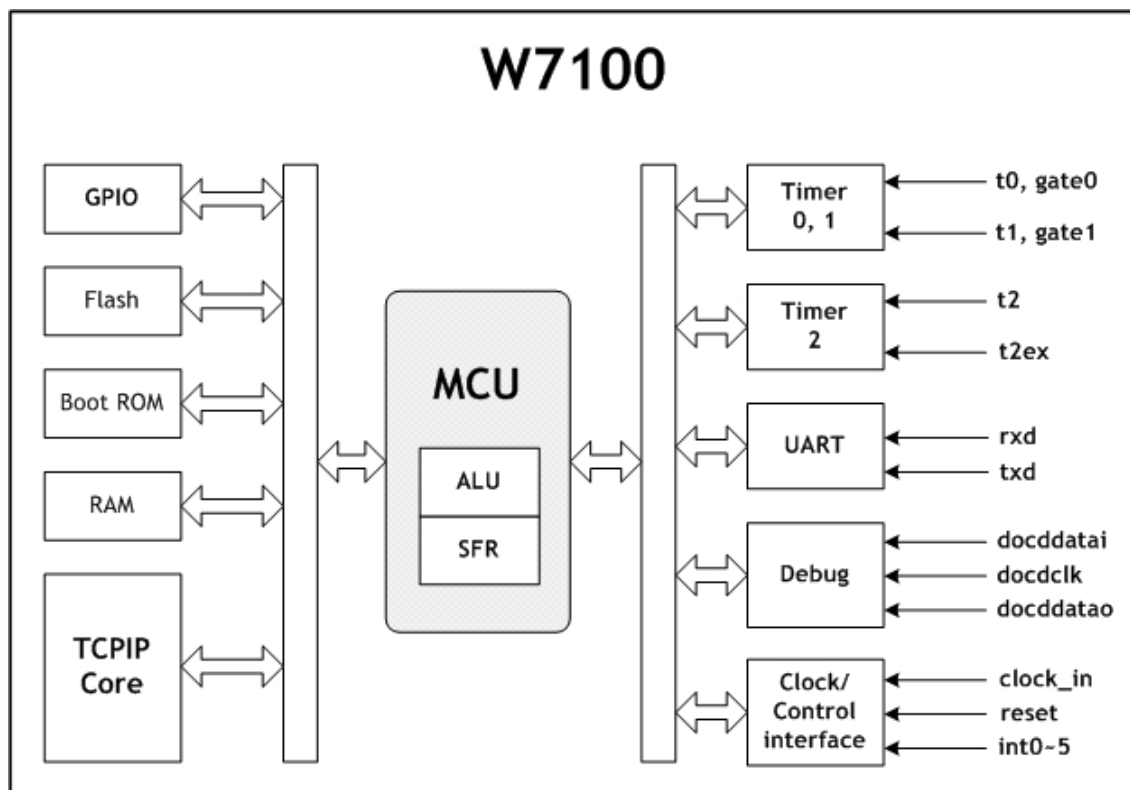 W7100
GPIO
Flash
Boot ROM
RAM
TCPIP
Core
MCU
ALU
SFR
Timer
0, 1
t0, gate0
t1, gate1
Timer
2
t2
t2ex
UART
rxd
txd
Debug
docddatai
docdclk
docddatao
Clock/
Control
interface
clock_in
reset
int0~5